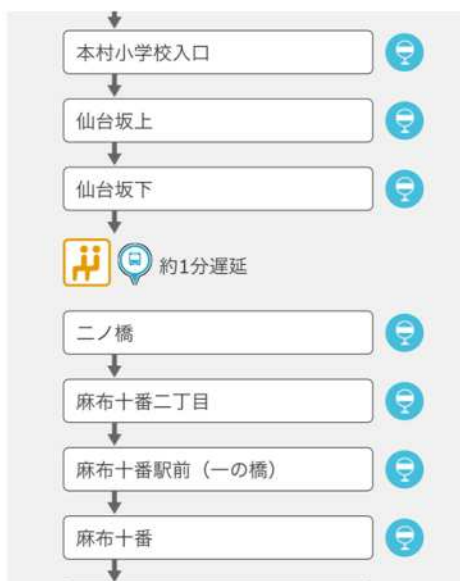 本村小学校入口
仙台坂上
仙台坂下
約1分遅延
二ノ橋
麻布十番二丁目
麻布十番駅前（一の橋）
麻布十番